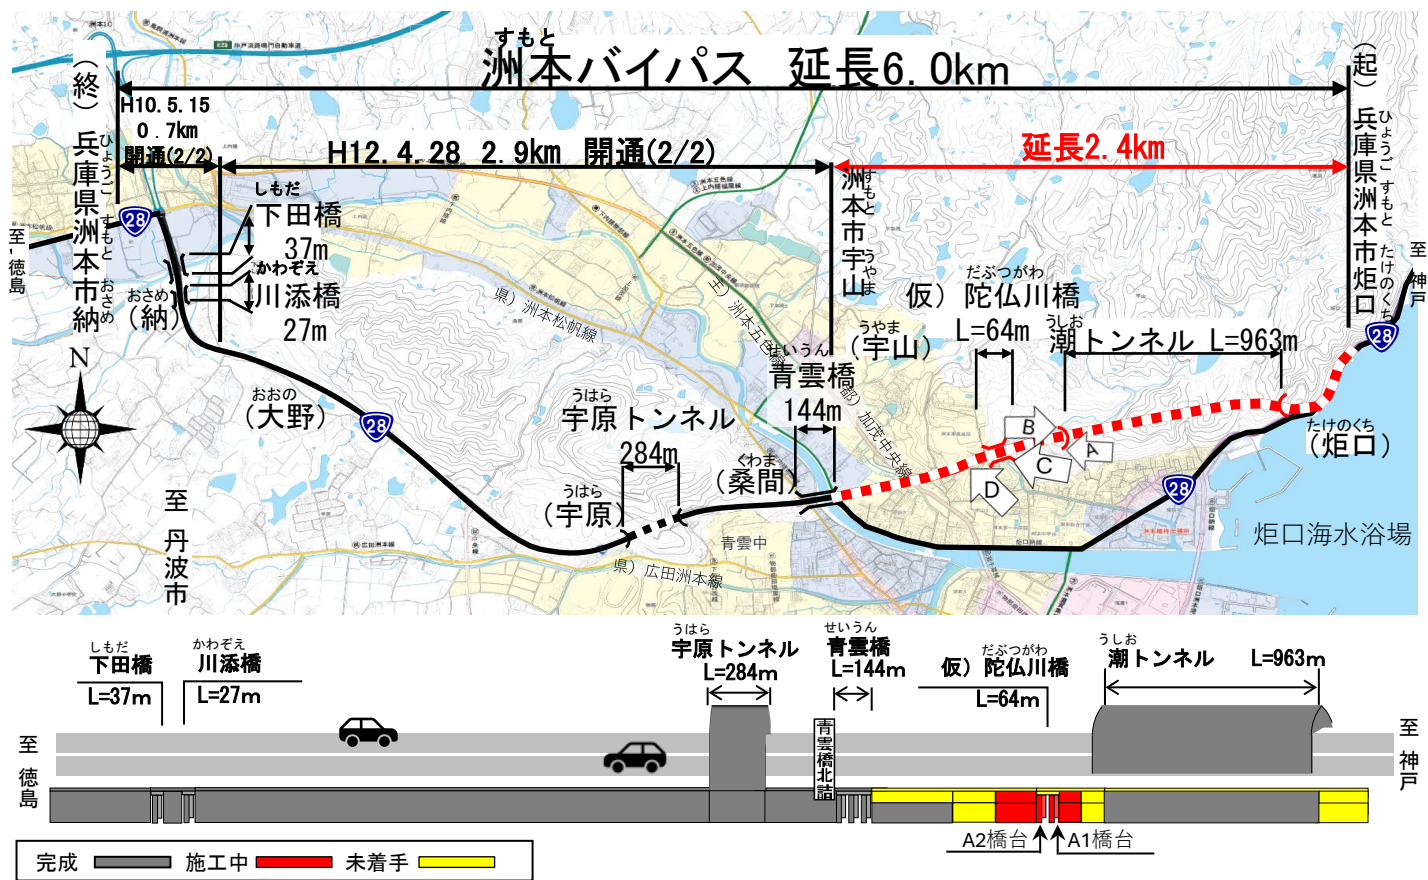 すもと
洲本バイパス 延長6.0km
(起)兵庫県洲本市炬口
ひょうご すもと たけのくち
(終)兵庫県洲本市納
ひょうご すもと おさめ
H10.5.15
0.7km
開通(2/2)
H12.4.28 2.9km 開通(2/2)
延長2.4km
洲本市宇山
すもと うやま
至 徳島
至 神戸
28
しもだ
下田橋
37m
かわぞえ
川添橋
27m
おさめ
(納)
N
おおの
(大野)
28
至 丹波市
県)洲本松帆線
主)洲本五色線
都)加茂中央線
県)広田洲本線
うはら
宇原トンネル
284m
うはら
(宇原)
くわま
(桑間)
せいうん
青雲橋
144m
うやま
(宇山)
だぶつがわ
仮)陀仏川橋
L=64m
うしお
潮トンネル L=963m
たけのくち
(炬口)
28
28
A
B
C
D
青雲中
炬口海水浴場
しもだ
下田橋
L=37m
かわぞえ
川添橋
L=27m
うはら
宇原トンネル
L=284m
せいうん
青雲橋
L=144m
だぶつがわ
仮)陀仏川橋
L=64m
うしお
潮トンネル L=963m
青雲橋北詰
至 徳島
至 神戸
A2橋台
A1橋台
完成
施工中
未着手